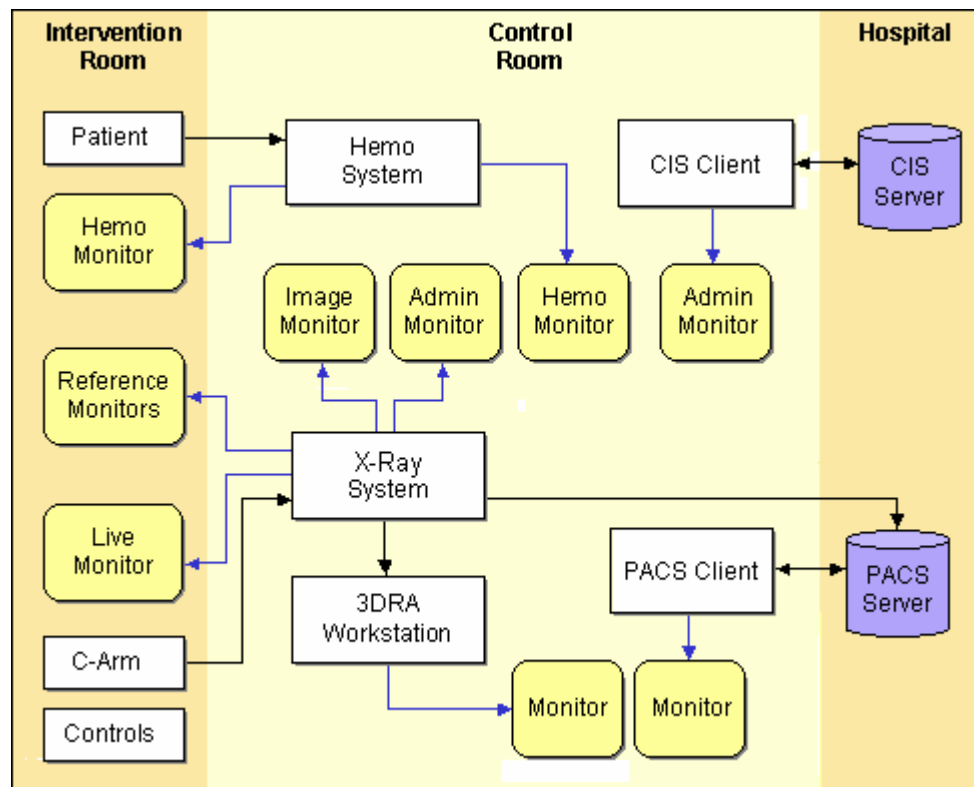 Intervention
Room
Control
Room
Hospital
Patient
Hemo
System
CIS Client
CIS
Server
Hemo
Monitor
Image
Monitor
Admin
Monitor
Hemo
Monitor
Admin
Monitor
Reference
Monitors
X-Ray
System
Live
Monitor
PACS Client
PACS
Server
3DRA
Workstation
C-Arm
Monitor
Monitor
Controls